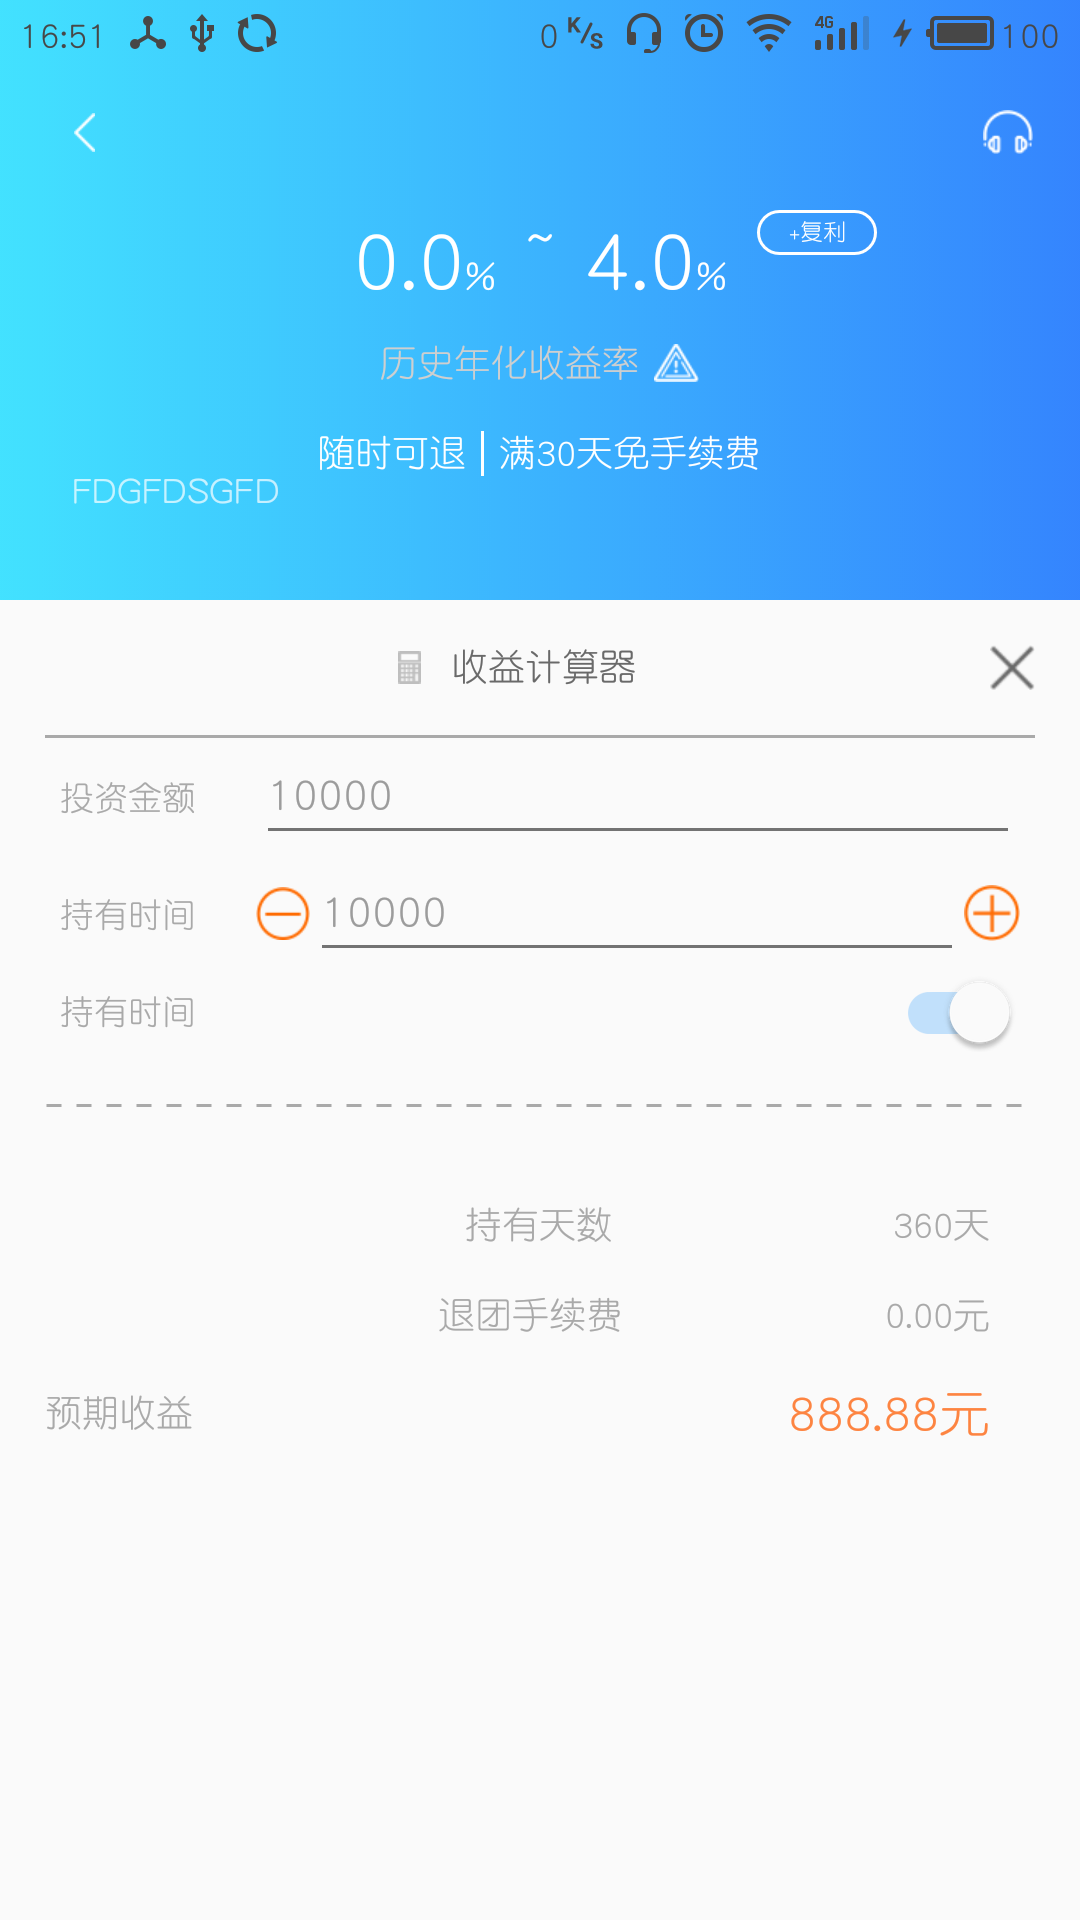 16:51 0 K/s 4G 100
0.0% ~ 4.0% +复利
历史年化收益率
随时可退 | 满30天免手续费
FDGFDSGFD
收益计算器
投资金额 10000
持有时间 10000
持有时间
持有天数 360天
退团手续费 0.00元
预期收益 888.88元